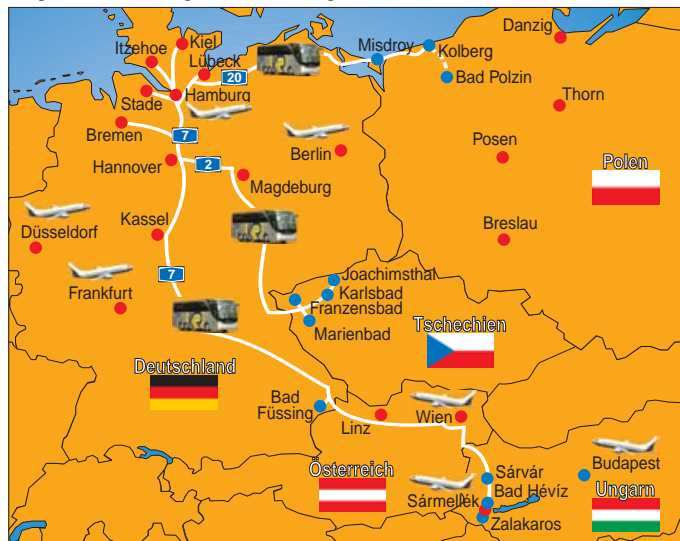 Kiel
Danzig
Itzehoe
Misdroy
Kolberg
Lübeck
20
Bad Polzin
Stade
Hamburg
Thorn
Bremen
7
Posen
Berlin
Hannover
2
Polen
Magdeburg
Kassel
Breslau
Düsseldorf
7
Joachimsthal
Frankfurt
Karlsbad
Franzensbad
Tschechien
Marienbad
Deutschland
Bad
Füssing
Linz
Wien
Österreich
Sárvár
Budapest
Bad Hévíz
Sármellék
Ungarn
Zalakaros